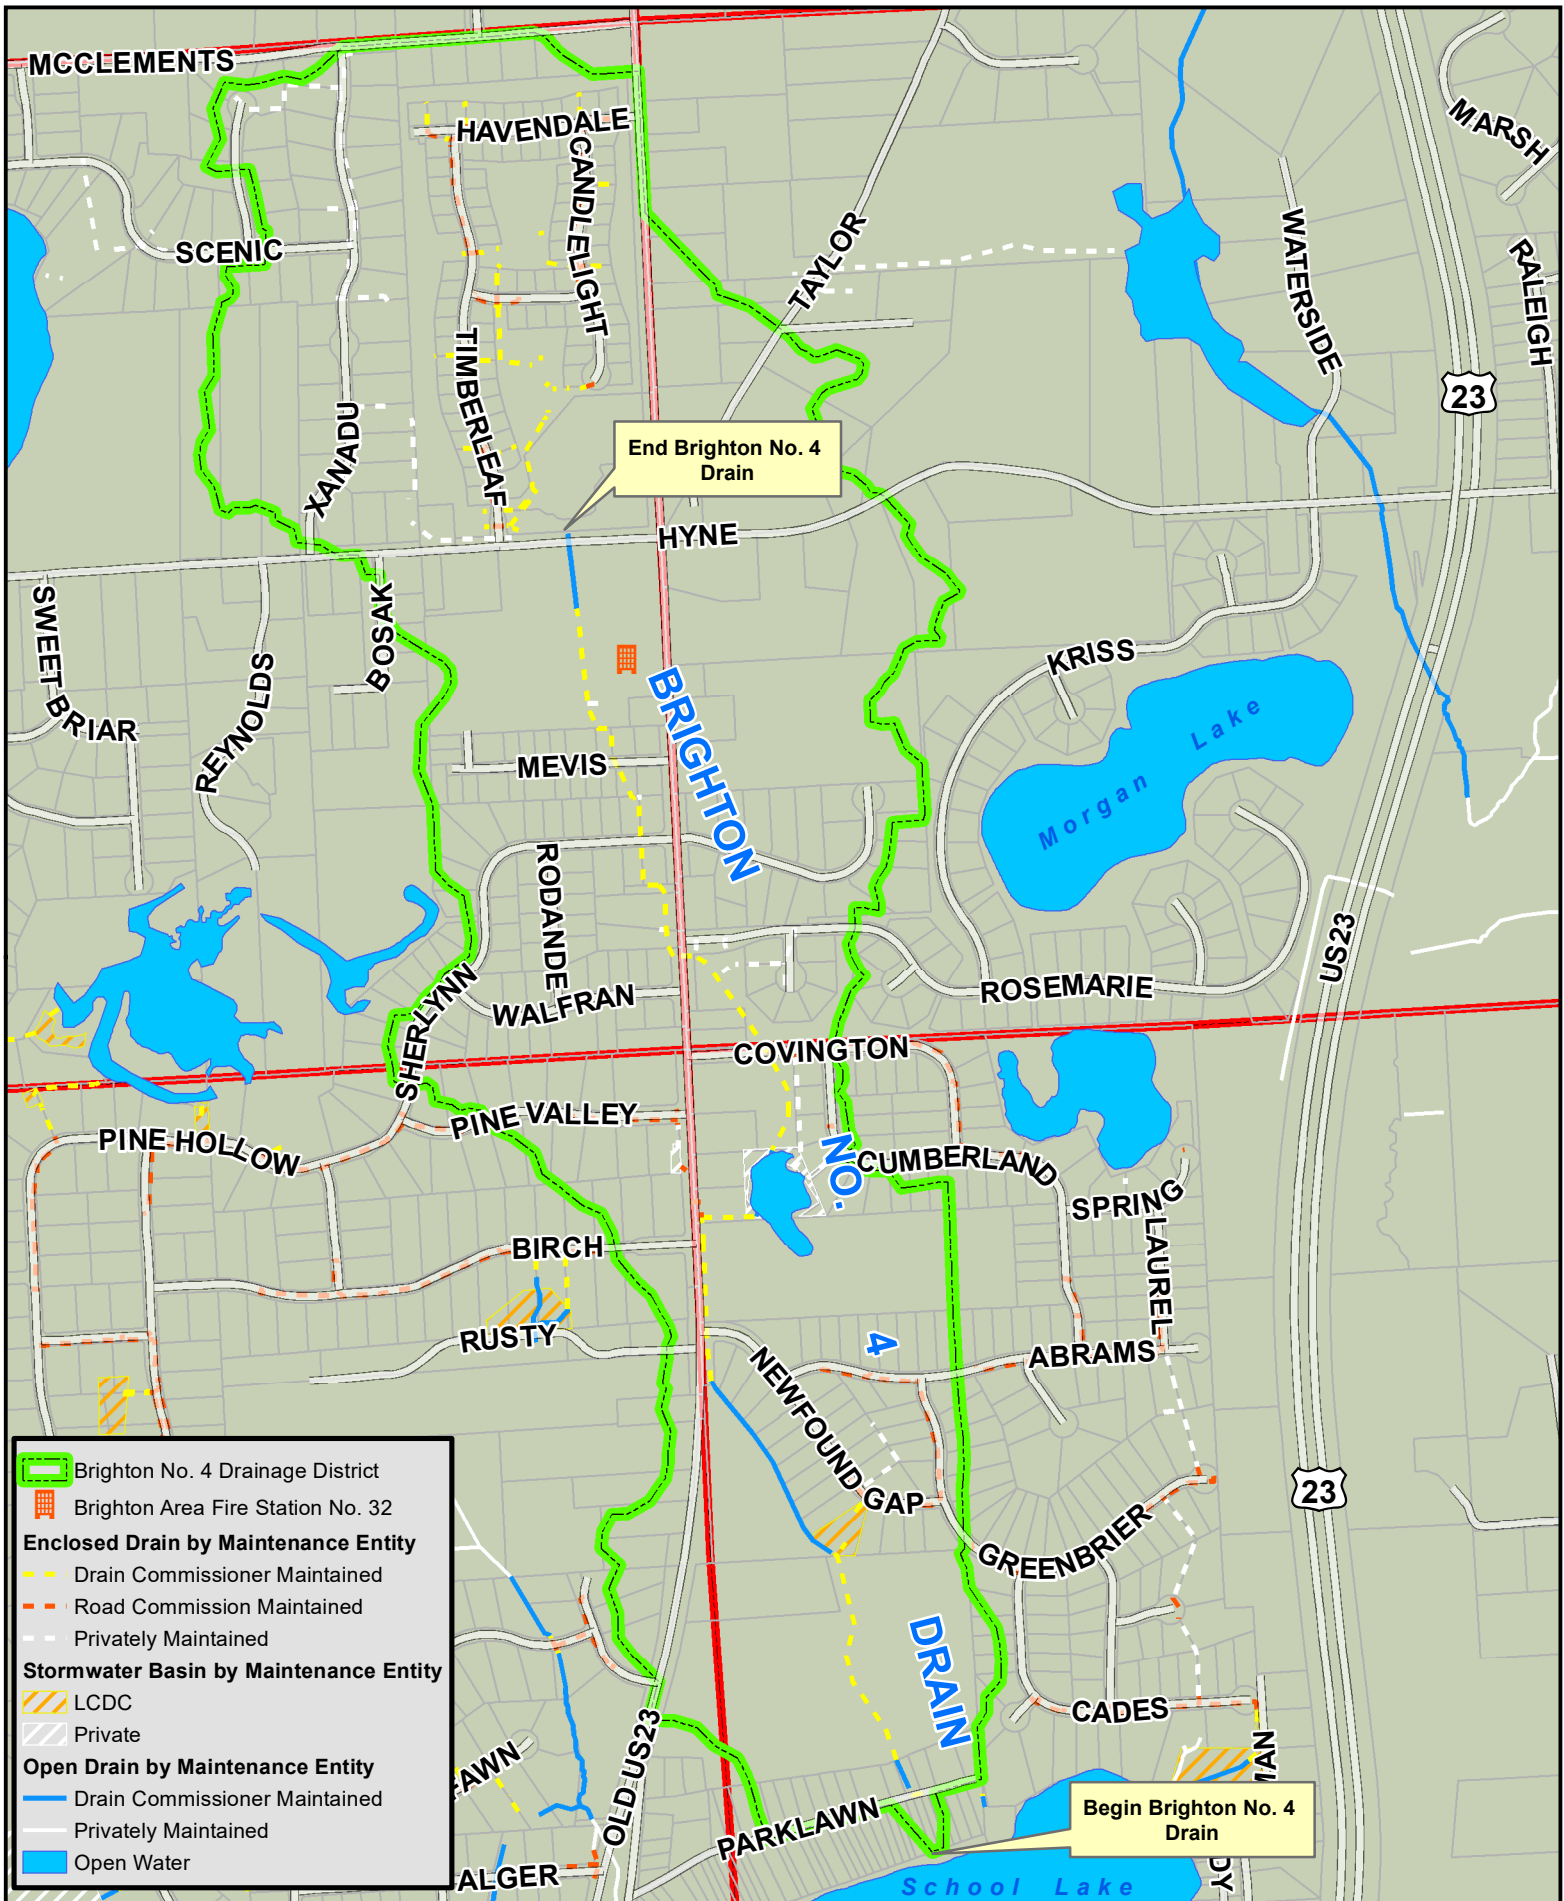 MCCLEMENTS
HAVENDALE
CANDLELIGHT
MARSH
SCENIC
TAYLOR
WATERSIDE
RALEIGH
TIMBERLEAF
XANADU
23
End Brighton No. 4
Drain
HYNE
SWEET BRIAR
REYNOLDS
BOSAK
KRISS
BRIGHTON
MEVIS
Morgan Lake
RODANDE
SHERLYNN
WALFRAN
ROSEMARIE
US23
COVINGTON
PINE VALLEY
PINE HOLLOW
NO.
CUMBERLAND
SPRING
LAUREL
BIRCH
RUSTY
4
ABRAMS
NEWFOUND GAP
GREENBRIER
23
DRAIN
CADES
OLD US23
PARKLAWN
ALGER
School Lake
Begin Brighton No. 4
Drain
Brighton No. 4 Drainage District
Brighton Area Fire Station No. 32
Enclosed Drain by Maintenance Entity
Drain Commissioner Maintained
Road Commission Maintained
Privately Maintained
Stormwater Basin by Maintenance Entity
LCDC
Private
Open Drain by Maintenance Entity
Drain Commissioner Maintained
Privately Maintained
Open Water